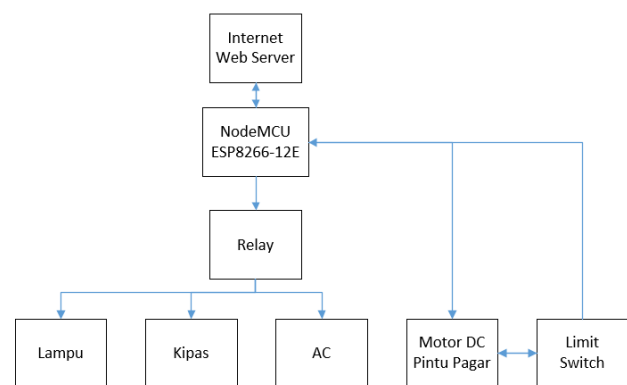 Internet
Web Server
NodeMCU
ESP8266-12E
Relay
Lampu
Kipas
AC
Motor DC
Pintu Pagar
Limit
Switch